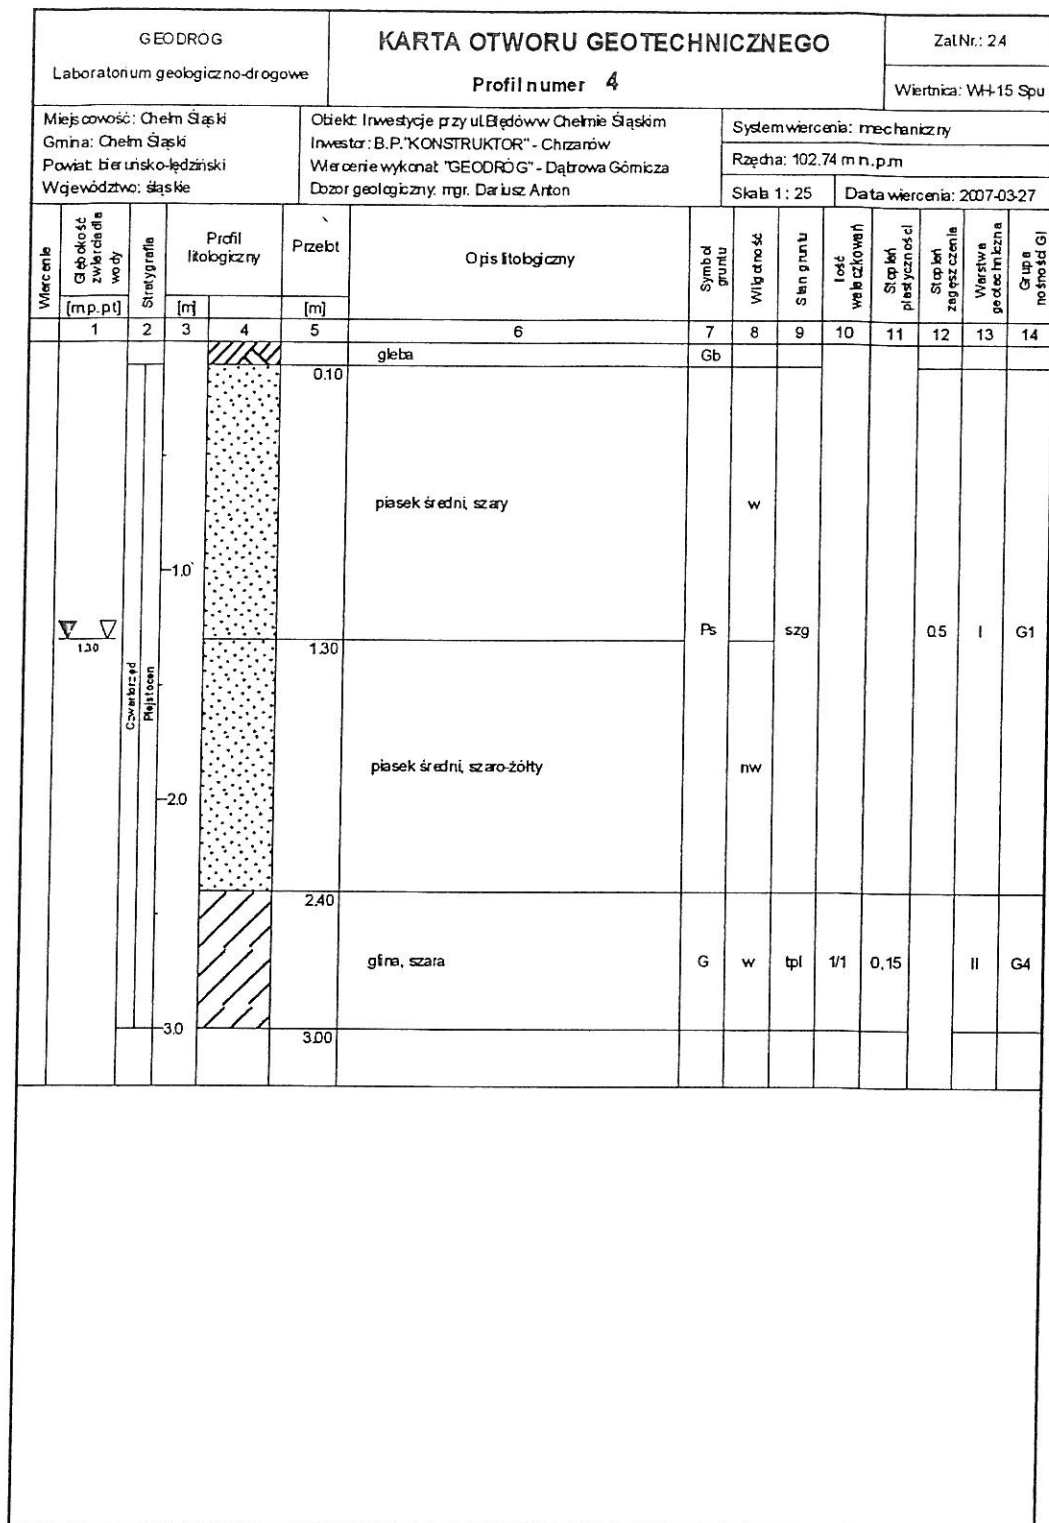 GEODRÓG
Laboratorium geologiczno-drogowe
KARTA OTWORU GEOTECHNICZNEGO
Profil numer 4
Zał.Nr.: 2.4
Wiertnica: WH-15 Spu
Miejscowość: Chełm Śląski
Gmina: Chełm Śląski
Powiat: bieruńsko-lędziński
Województwo: śląskie
Obiekt: Inwestycje przy ul.Błędów w Chełmie Śląskim
Inwestor: B.P."KONSTRUKTOR" - Chrzanów
Wiercenie wykonał: "GEODRÓG" - Dąbrowa Górnicza
Dozór geologiczny: mgr. Dariusz Anton
System wiercenia: mechaniczny
Rzędna: 102.74 m n.p.m
Skala 1 : 25
Data wiercenia: 2007-03-27
Wiercenie
Głębokość zwierciadła wody
[m.p.pt]
Stratygrafia
Profil litologiczny
[m]
Przelot
[m]
Opis litologiczny
Symbol gruntu
Wilgotność
Stan gruntu
Ilość wałeczkowań
Stopień plastyczności
Stopień zagęszczenia
Warstwa geotechniczna
Grupa nośności GI
1 2 3 4 5 6 7 8 9 10 11 12 13 14
gleba Gb
0.10
piasek średni, szary w
1.0
1.30
1.30
Ps szg 0.5 I G1
Czwartorzęd
Plejstocen
piasek średni, szaro-żółty nw
2.0
2.40
glina, szara G w tpl 1/1 0,15 II G4
3.0
3.00